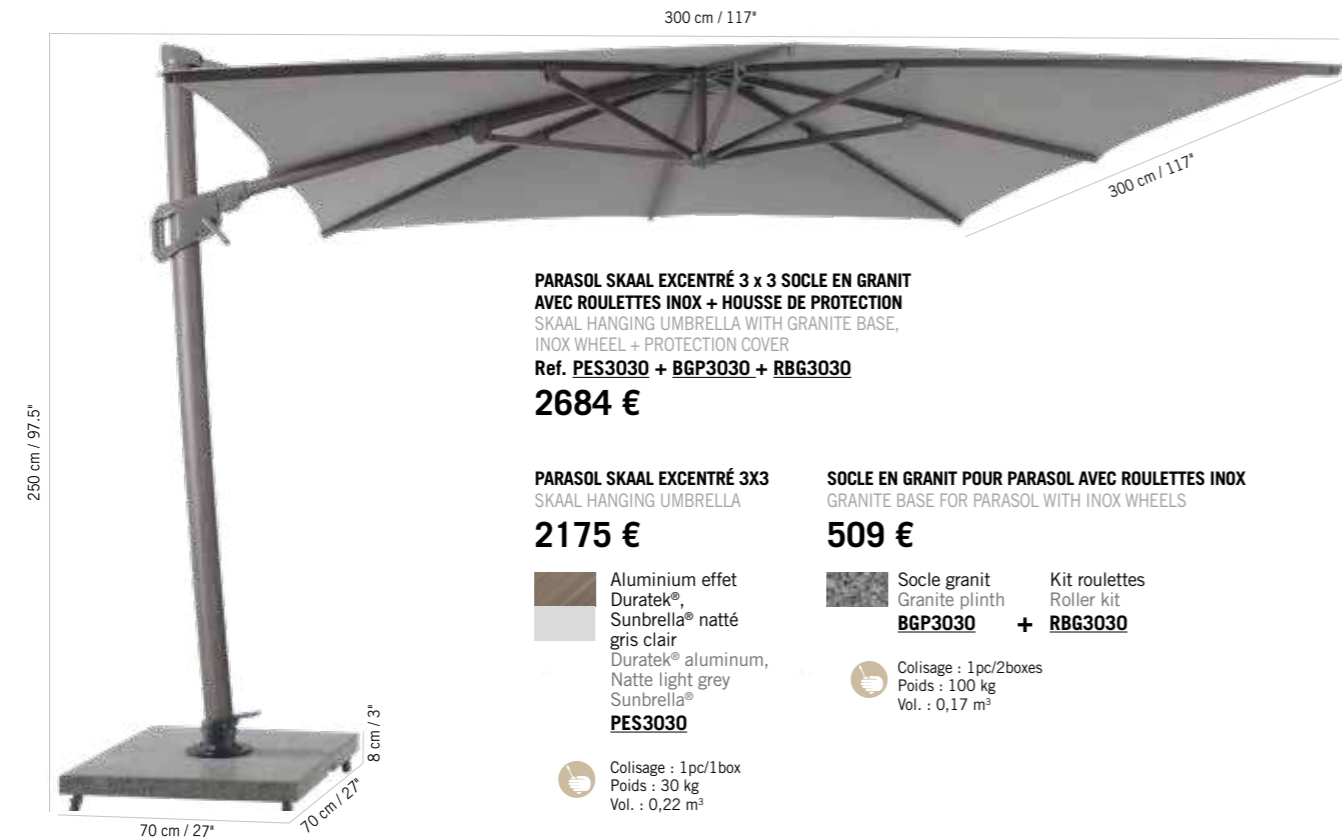 300 cm / 117"
300 cm / 117"
250 cm / 97.5"
PARASOL SKAAL EXCENTRÉ 3 x 3 SOCLE EN GRANIT
AVEC ROULETTES INOX + HOUSSE DE PROTECTION
SKAAL HANGING UMBRELLA WITH GRANITE BASE,
INOX WHEEL + PROTECTION COVER
Ref. PES3030 + BGP3030 + RBG3030
2684 €
PARASOL SKAAL EXCENTRÉ 3X3
SKAAL HANGING UMBRELLA
2175 €
Aluminium effet
Duratek®,
Sunbrella® natté
gris clair
Duratek® aluminum,
Natte light grey
Sunbrella®
PES3030
Colisage : 1pc/1box
Poids : 30 kg
Vol. : 0,22 m³
SOCLE EN GRANIT POUR PARASOL AVEC ROULETTES INOX
GRANITE BASE FOR PARASOL WITH INOX WHEELS
509 €
Socle granit
Granite plinth
BGP3030
+
Kit roulettes
Roller kit
RBG3030
Colisage : 1pc/2boxes
Poids : 100 kg
Vol. : 0,17 m³
8 cm / 3"
70 cm / 27"
70 cm / 27"